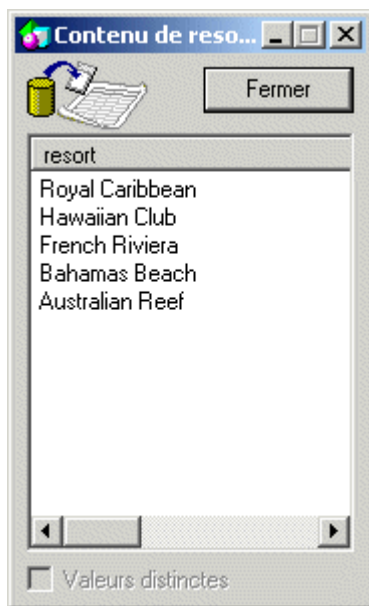 Contenu de reso...
Fermer
resort
Royal Caribbean
Hawaiian Club
French Riviera
Bahamas Beach
Australian Reef
Valeurs distinctes